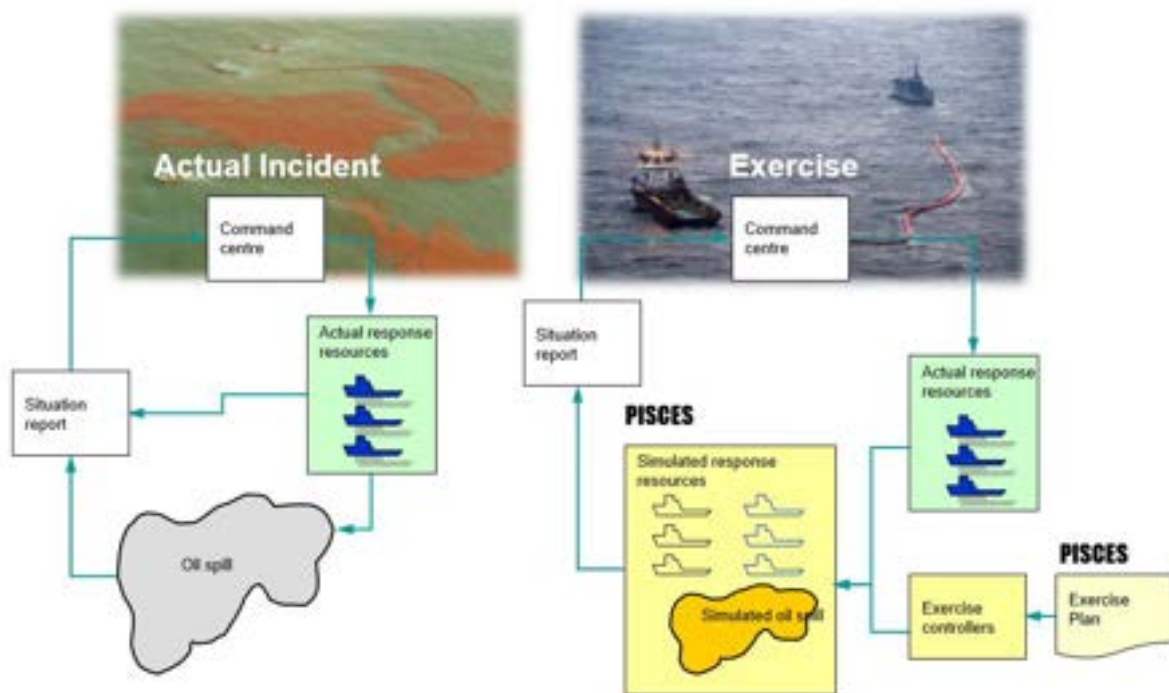 Actual Incident
Command
centre
Actual response
resources
Situation
report
Oil spill
Exercise
Command
centre
Situation
report
Actual response
resources
PISCES
Simulated response
resources
Simulated oil spill
PISCES
Exercise
controllers
Exercise
Plan